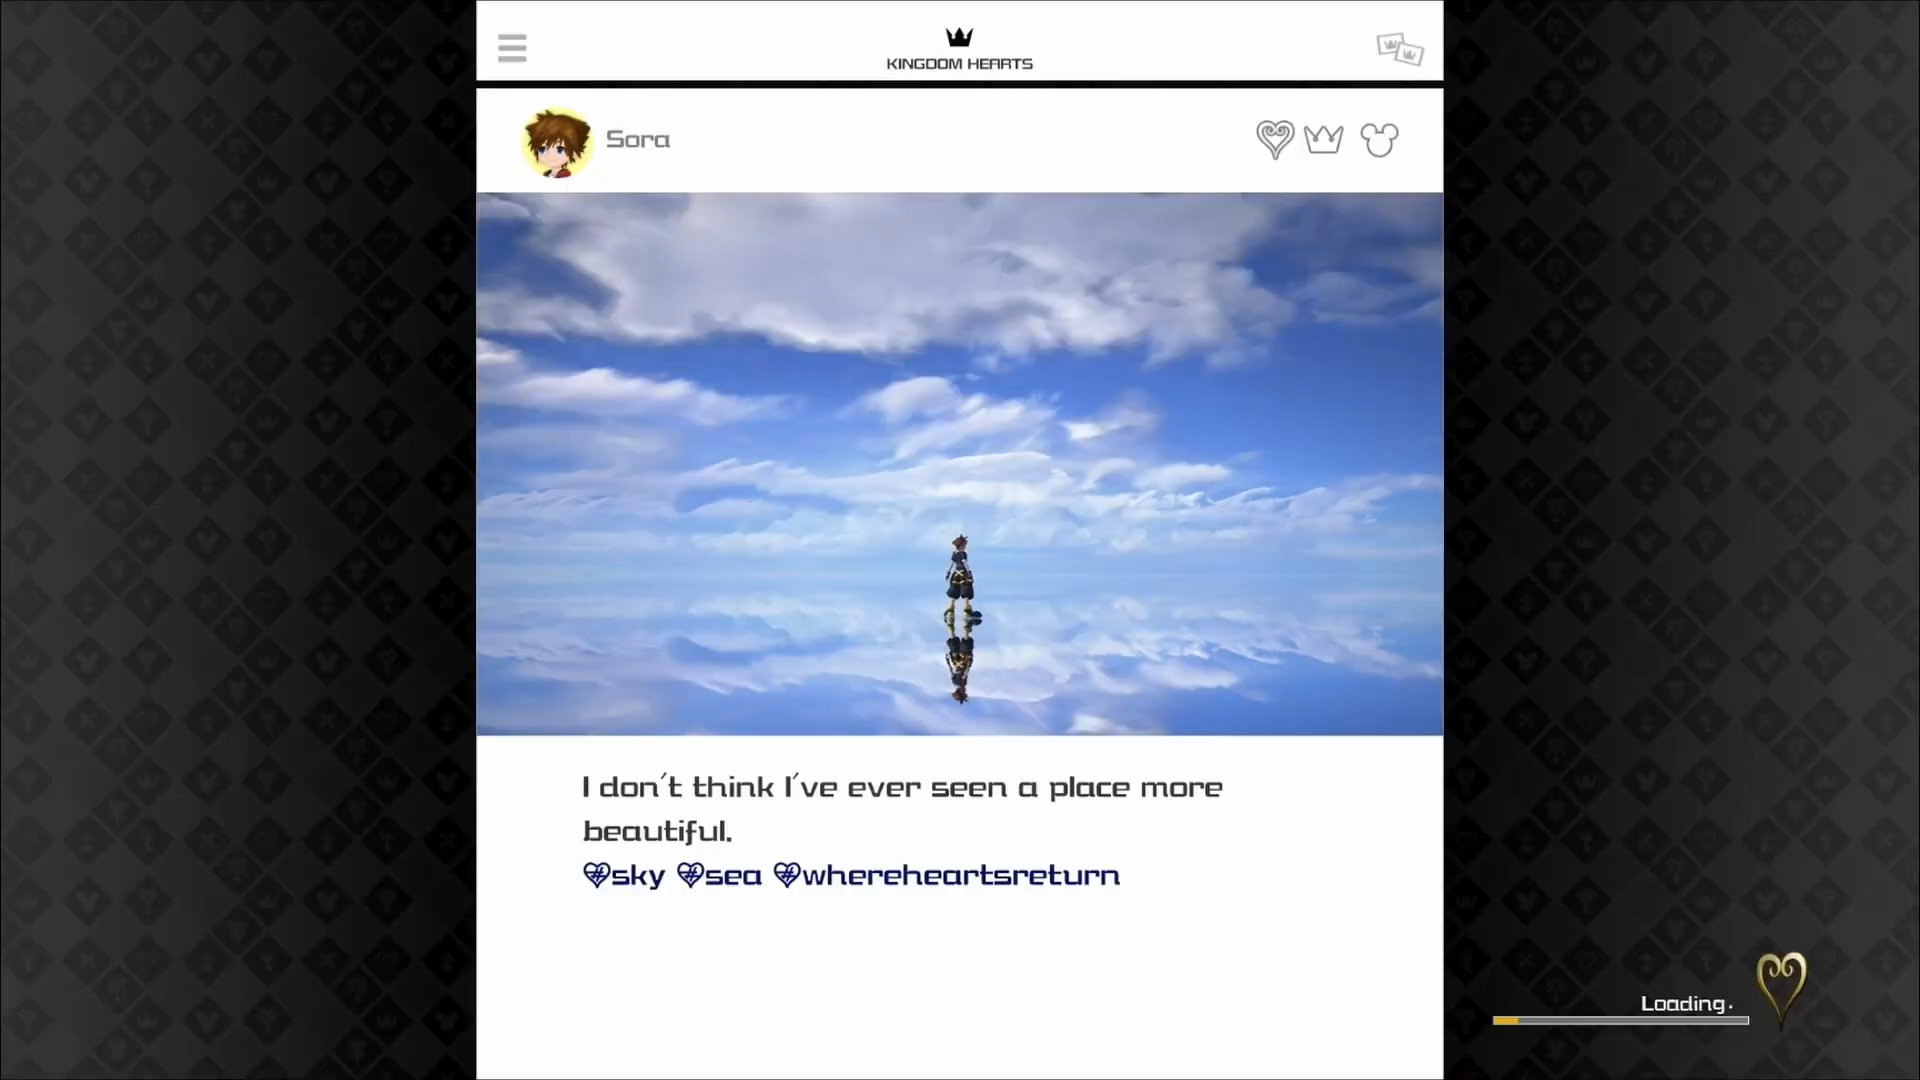 KINGDOM HEARTS
Sora
I don't think I've ever seen a place more
beautiful.
#sky #sea #whereheartsreturn
Loading.